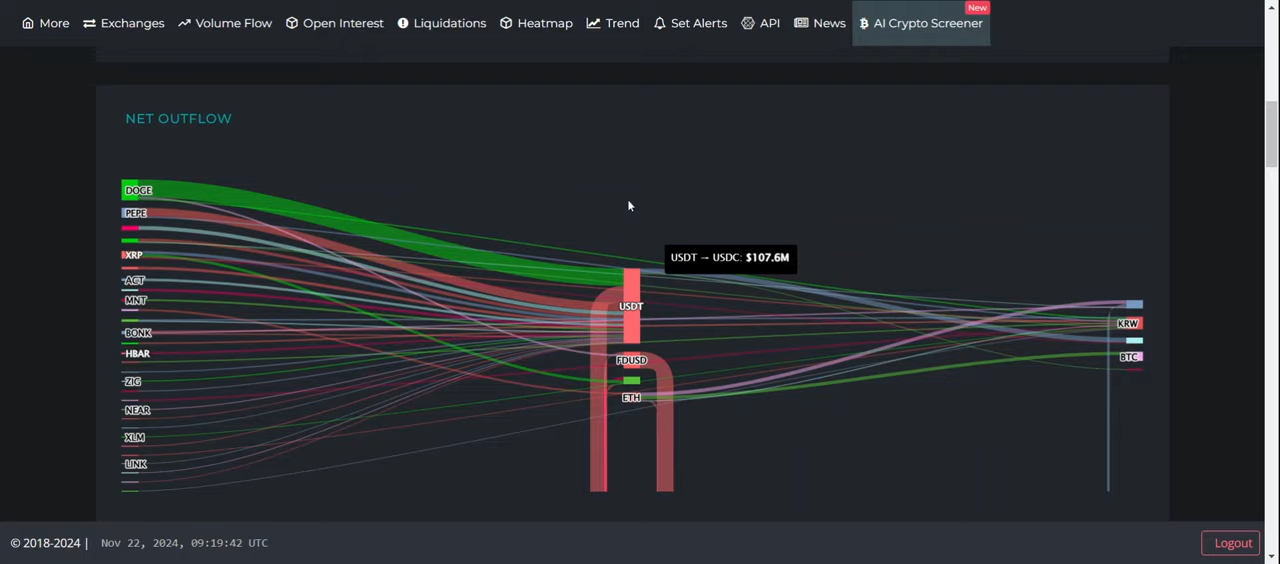 New
More Exchanges Volume Flow Open Interest Liquidations Heatmap Trend Set Alerts API News AI Crypto Screener
NET OUTFLOW
DOGE
PEPE
XRP
ACT
MNT
BONK
HBAR
ZIG
NEAR
XLM
LINK
USDT → USDC: $107.6M
USDT
FDUSD
ETH
KRW
BTC
© 2018-2024 | Nov 22, 2024, 09:19:42 UTC
Logout